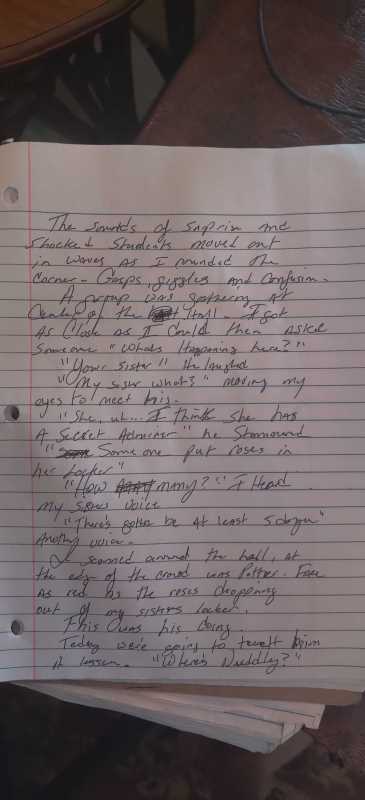 The sounds of Suprise and
Shocked Students moved out
in waves as I rounded the
Corner - Gasps, giggles and Confusion.
A group was gathering at
Center of the hall. I got
As Close as I could then asked
Someone "Whats Happening here?"
"Your Sister" He laughed
"My sister what?" moving my
eyes to meet his.
"She, uh... I think she has
A Secret Admirer" he Stammered
"Some one put roses in
her Locker"
"How many?" I Heard
my sisters voice
"There's gotta be At least 5 dozen"
Another voice.
I scanned around the hall, at
the edge of the crowd was Potter. Face
As red as the roses dropping
out of my sisters locker.
This was his doing.
Today we're going to teach him
A lesson. "Where's Nuddly?"